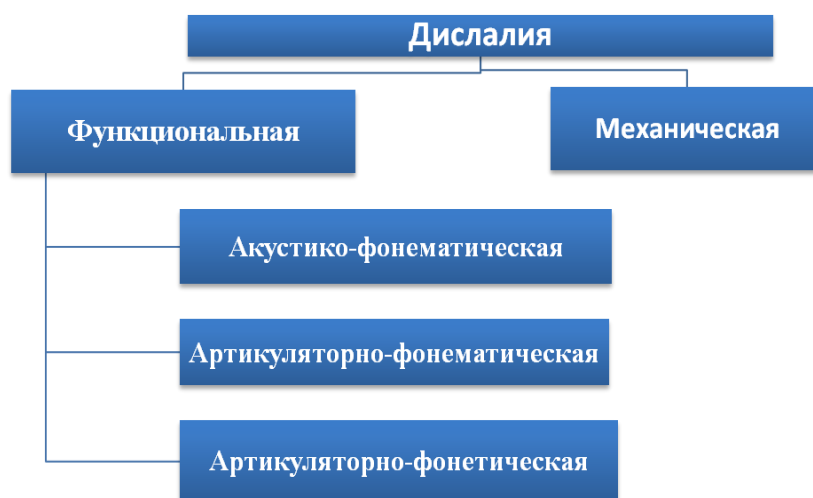 Дислалия
Функциональная
Механическая
Акустико-фонематическая
Артикуляторно-фонематическая
Артикуляторно-фонетическая